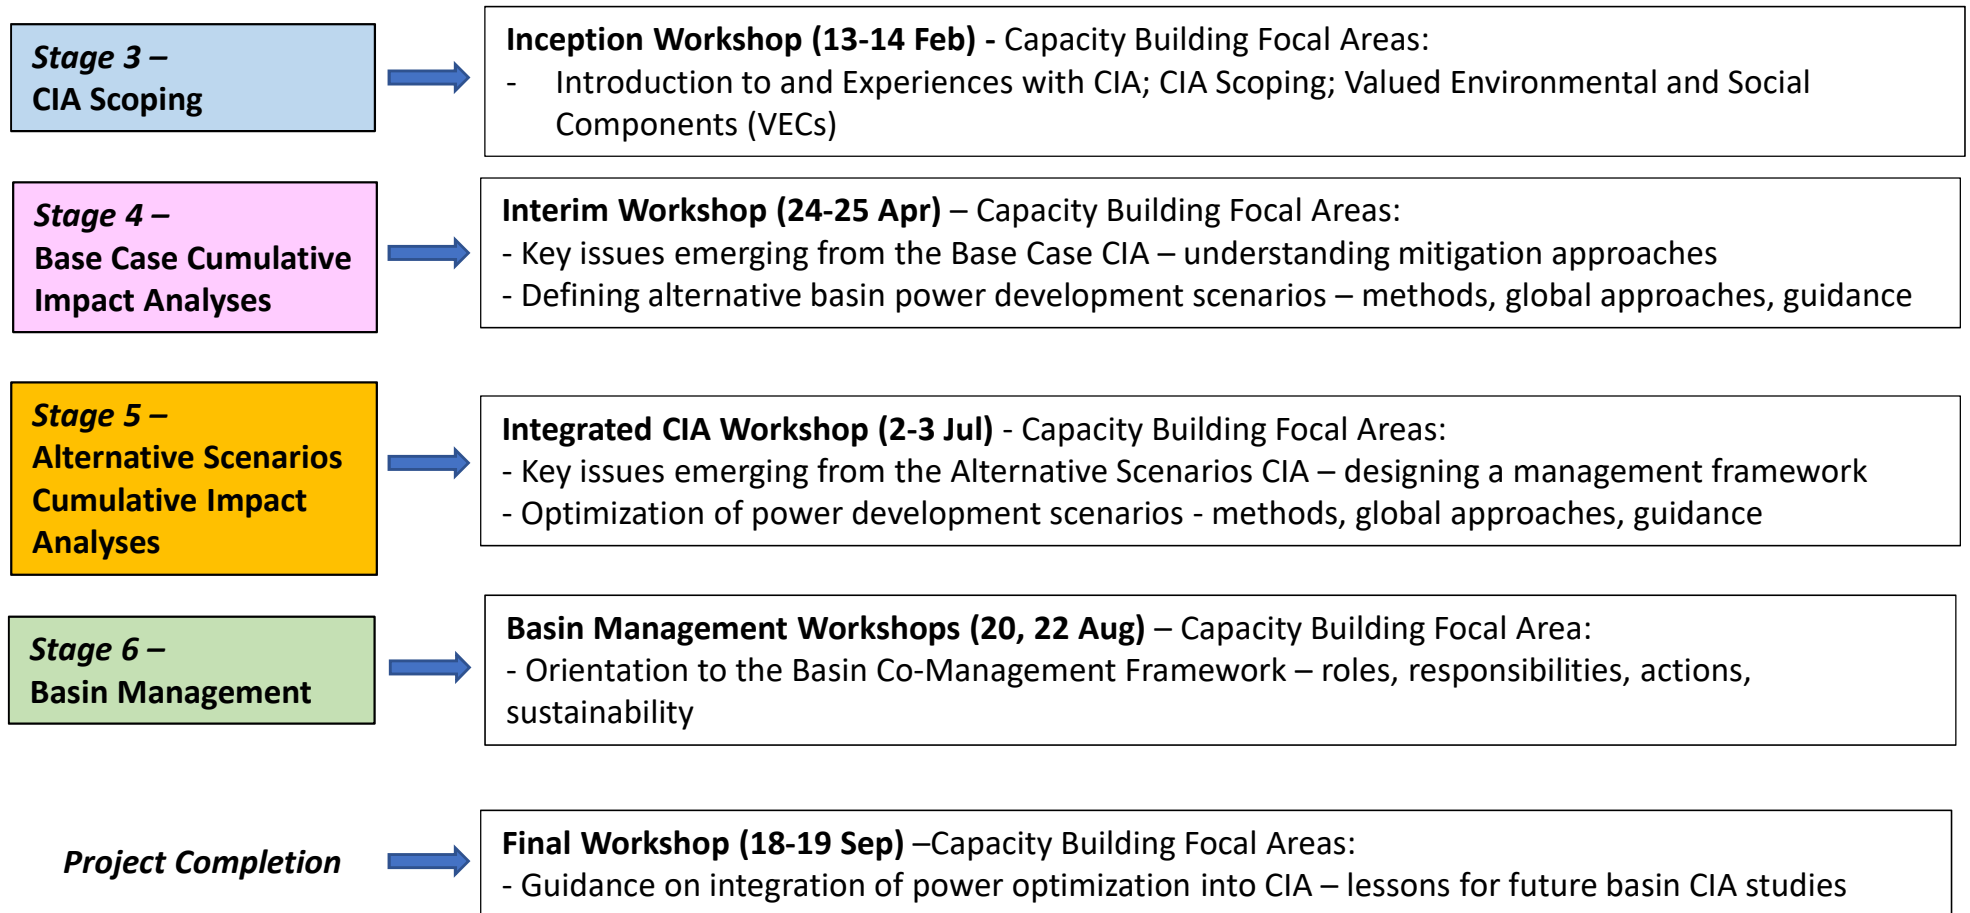 Stage 3 –
CIA Scoping
Inception Workshop (13-14 Feb) - Capacity Building Focal Areas:
- Introduction to and Experiences with CIA; CIA Scoping; Valued Environmental and Social
Components (VECs)
Stage 4 –
Base Case Cumulative
Impact Analyses
Interim Workshop (24-25 Apr) – Capacity Building Focal Areas:
- Key issues emerging from the Base Case CIA – understanding mitigation approaches
- Defining alternative basin power development scenarios – methods, global approaches, guidance
Stage 5 –
Alternative Scenarios
Cumulative Impact
Analyses
Integrated CIA Workshop (2-3 Jul) - Capacity Building Focal Areas:
- Key issues emerging from the Alternative Scenarios CIA – designing a management framework
- Optimization of power development scenarios - methods, global approaches, guidance
Stage 6 –
Basin Management
Basin Management Workshops (20, 22 Aug) – Capacity Building Focal Area:
- Orientation to the Basin Co-Management Framework – roles, responsibilities, actions,
sustainability
Project Completion
Final Workshop (18-19 Sep) –Capacity Building Focal Areas:
- Guidance on integration of power optimization into CIA – lessons for future basin CIA studies